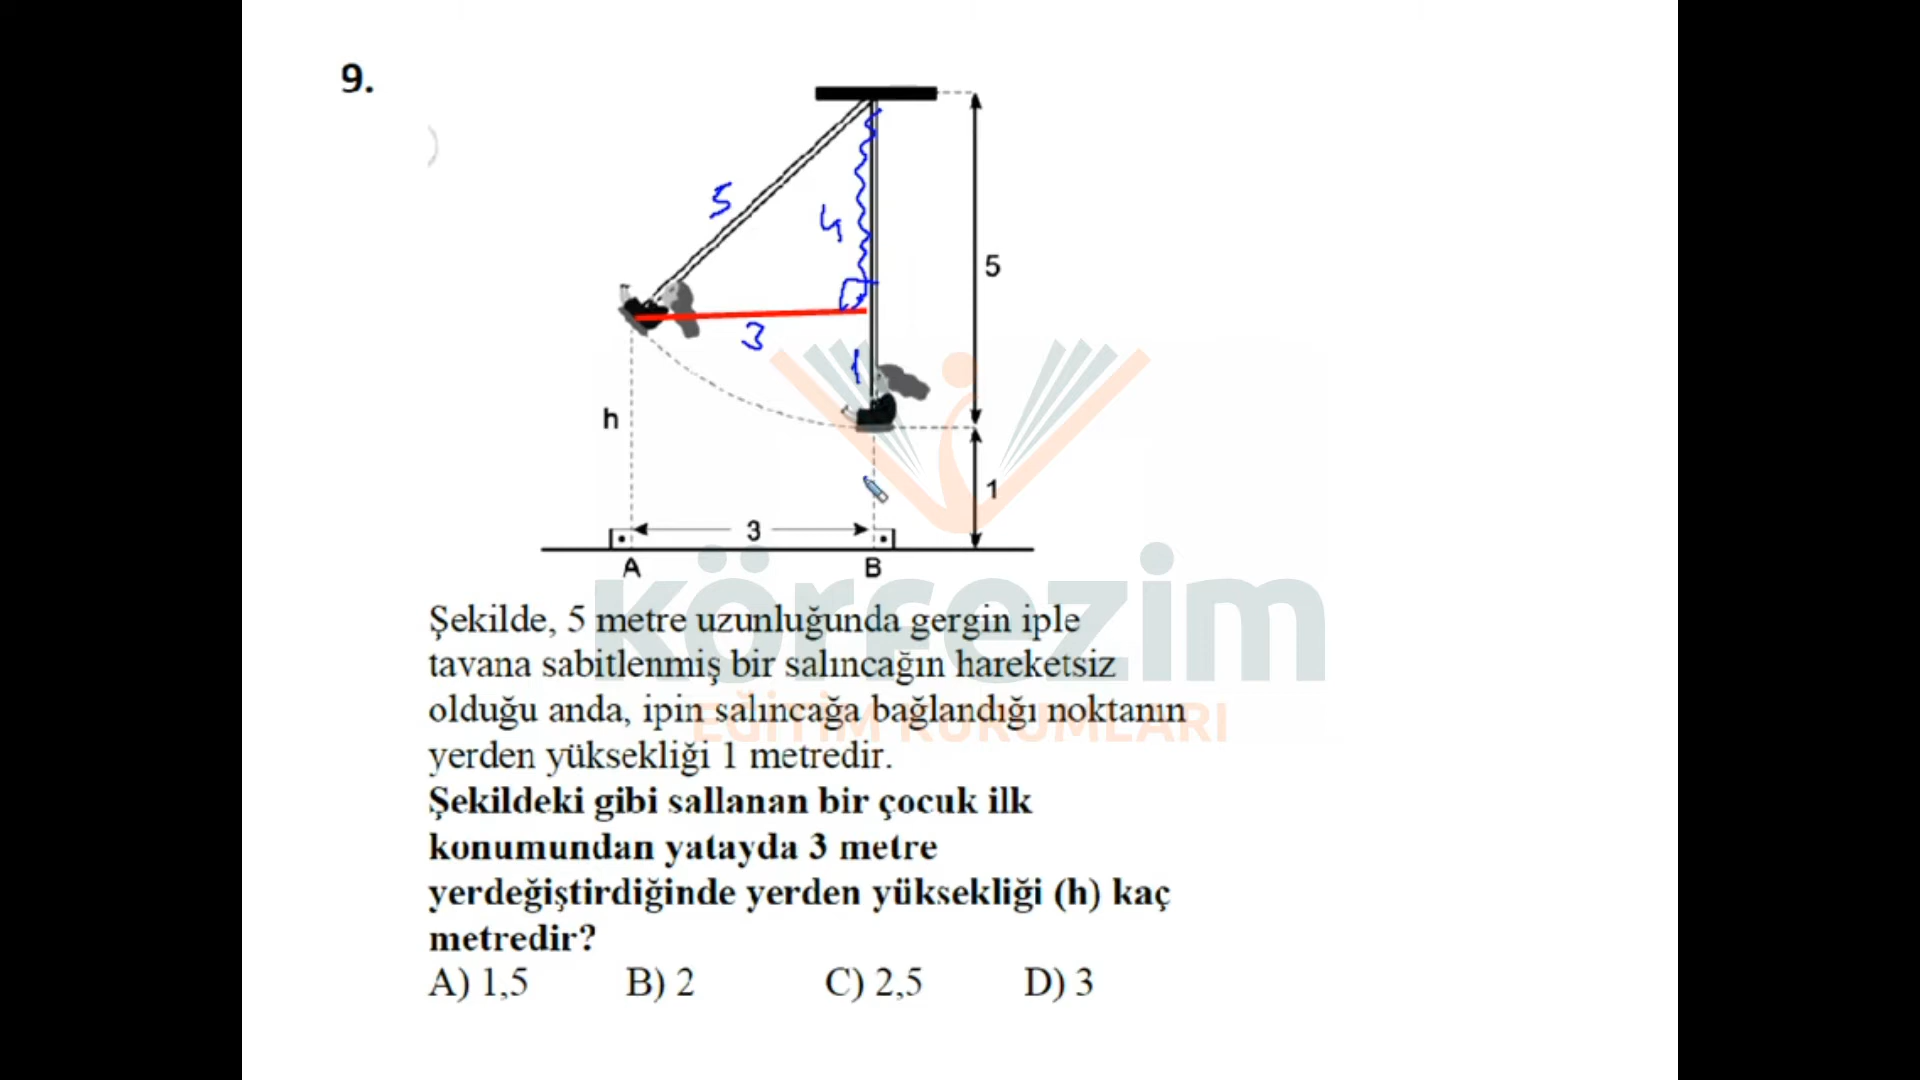 9.
5
4
5
3
1
h
1
3
A
B
körfezim
EĞİTİM KURUMLARI
Şekilde, 5 metre uzunluğunda gergin iple
tavana sabitlenmiş bir salıncağın hareketsiz
olduğu anda, ipin salıncağa bağlandığı noktanın
yerden yüksekliği 1 metredir.
Şekildeki gibi sallanan bir çocuk ilk
konumundan yatayda 3 metre
yerdeğiştirdiğinde yerden yüksekliği (h) kaç
metredir?
A) 1,5 B) 2 C) 2,5 D) 3